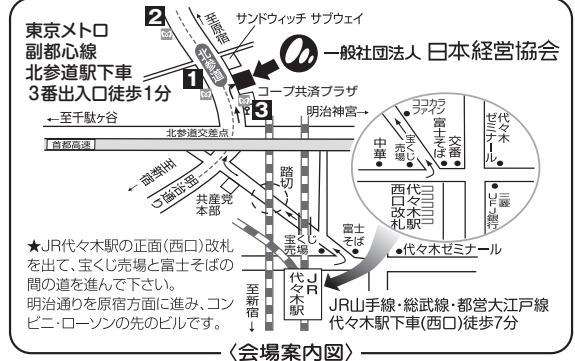 東京メトロ
副都心線
北参道駅下車
3番出入口徒歩1分
2
至原宿
サンドウィッチ サブウェイ
一般社団法人 日本経営協会
北参道
1
コープ共済プラザ
3
←至千駄ヶ谷
明治神宮→
北参道交差点
首都高速
至新宿
明治通り
共産党
本部
踏切
ココカラ
ファイン
中華
宝くじ
売場
富士そば
交番
代々木
ゼミナール
代々木駅
西口改札
三菱
UFJ銀行
宝くじ
売場
富士
そば
代々木ゼミナール
★JR代々木駅の正面(西口)改札
を出て、宝くじ売場と富士そばの
間の道を進んで下さい。
明治通りを原宿方面に進み、コン
ビニ・ローソンの先のビルです。
至新宿
JR
代々木駅
JR山手線・総武線・都営大江戸線
代々木駅下車(西口)徒歩7分
〈会場案内図〉